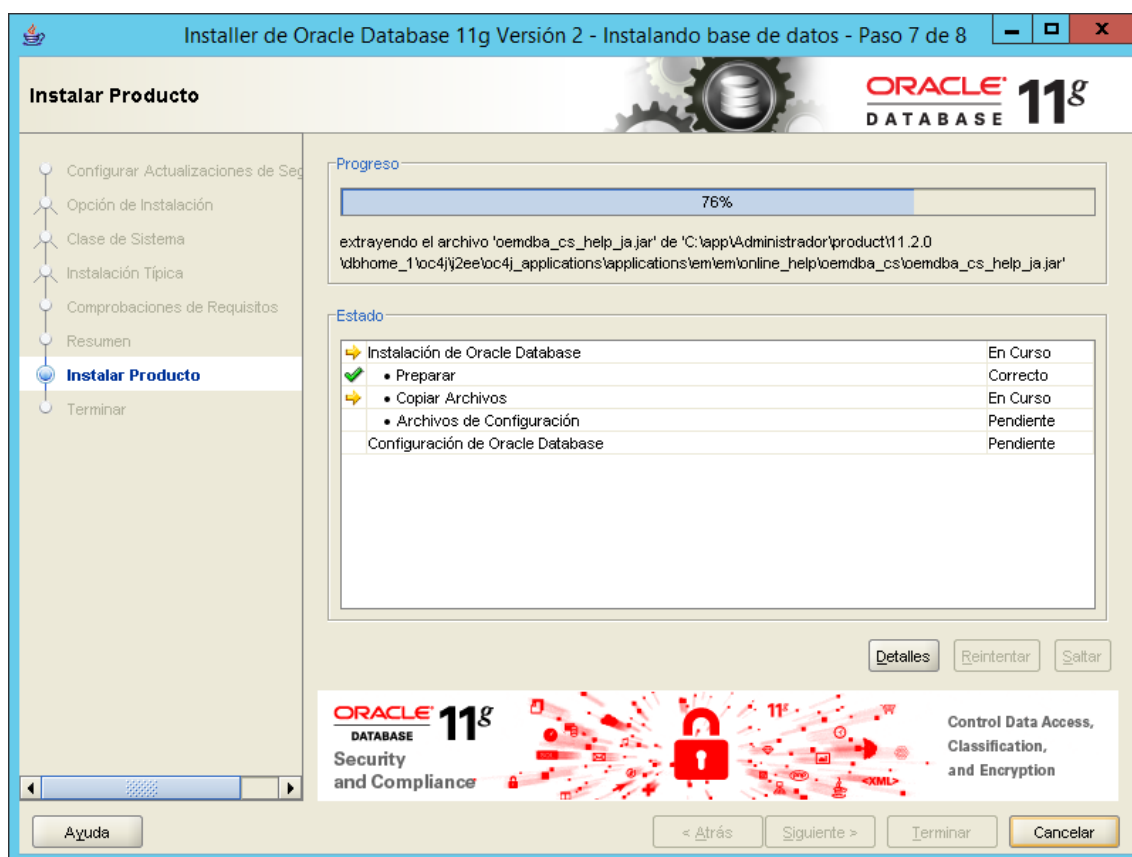 Installer de Oracle Database 11g Versión 2 - Instalando base de datos - Paso 7 de 8
Instalar Producto
ORACLE 11g
DATABASE
Configurar Actualizaciones de Seg
Opción de Instalación
Clase de Sistema
Instalación Típica
Comprobaciones de Requisitos
Resumen
Instalar Producto
Terminar
Progreso
76%
extrayendo el archivo 'oemdba_cs_help_ja.jar' de 'C:\app\Administrador\product\11.2.0
\dbhome_1\oc4j\j2ee\oc4j_applications\applications\em\em\online_help\oemdba_cs\oemdba_cs_help_ja.jar'
Estado
Instalación de Oracle Database En Curso
• Preparar Correcto
• Copiar Archivos En Curso
• Archivos de Configuración Pendiente
Configuración de Oracle Database Pendiente
Detalles Reintentar Saltar
ORACLE 11g
DATABASE
Security
and Compliance
11g
<XML>
Control Data Access,
Classification,
and Encryption
Ayuda < Atrás Siguiente > Terminar Cancelar